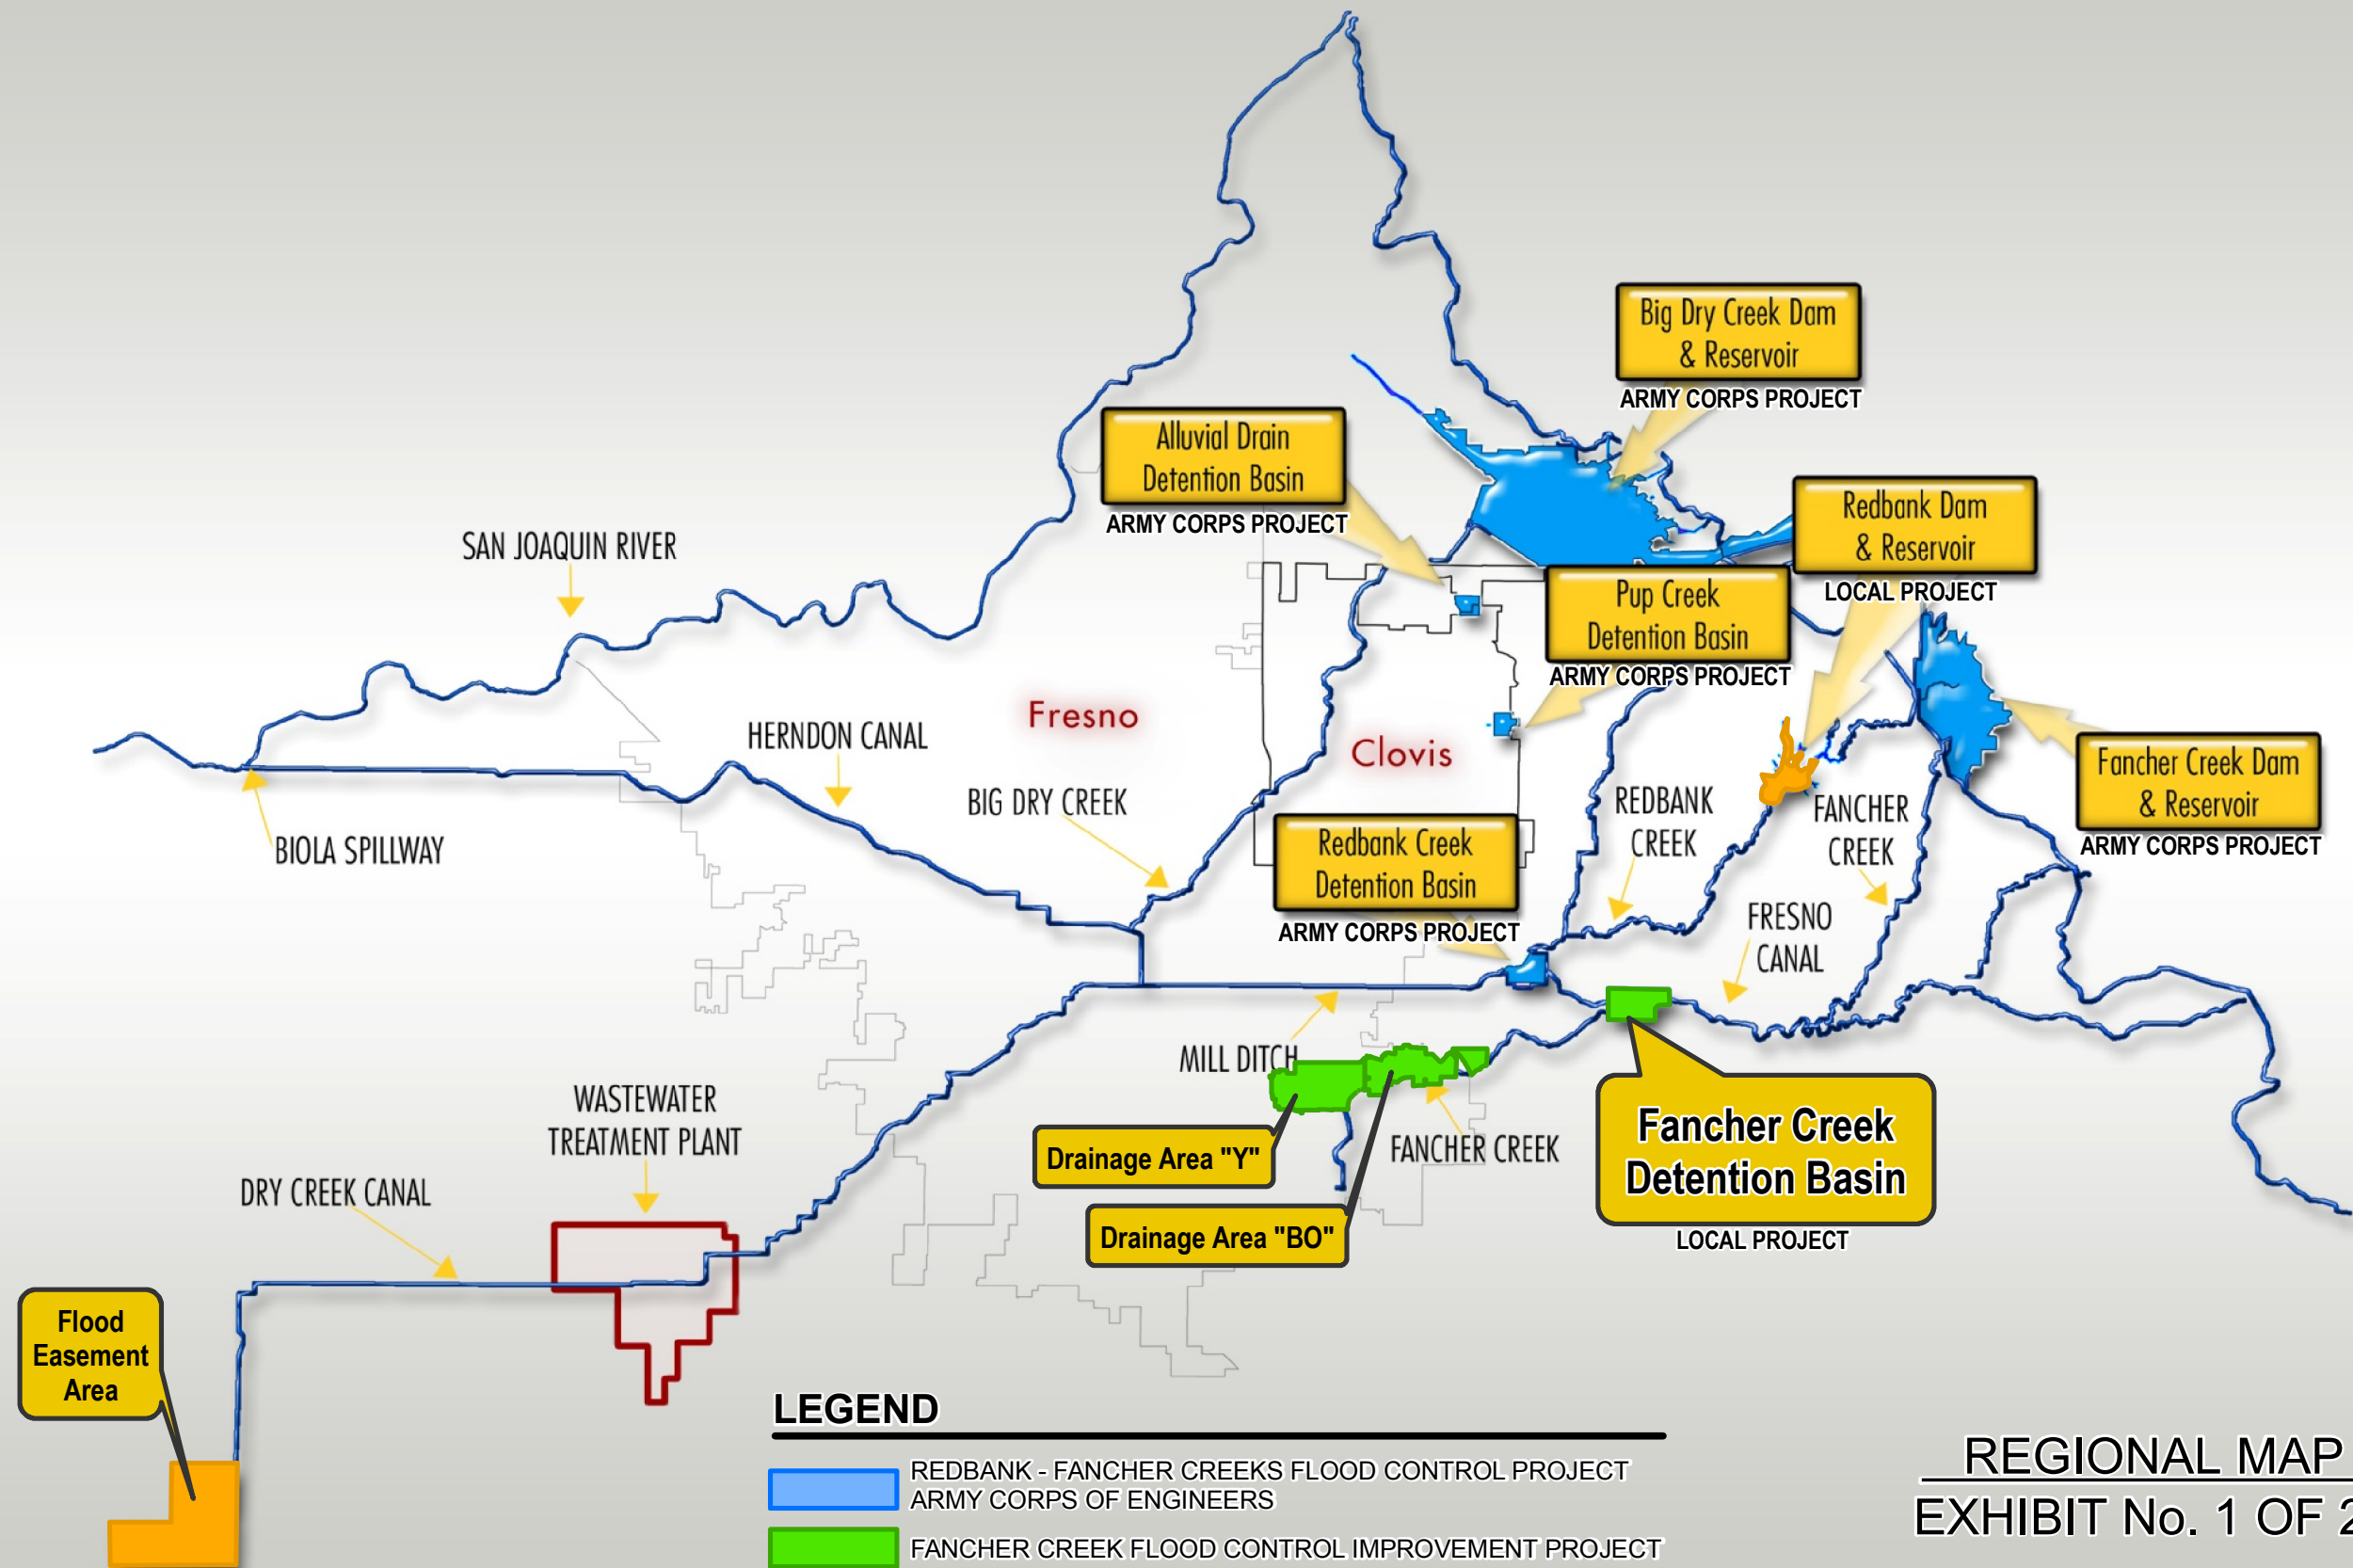 Big Dry Creek Dam
& Reservoir
ARMY CORPS PROJECT
Alluvial Drain
Detention Basin
ARMY CORPS PROJECT
Redbank Dam
& Reservoir
LOCAL PROJECT
SAN JOAQUIN RIVER
Pup Creek
Detention Basin
ARMY CORPS PROJECT
Fresno
HERNDON CANAL
Clovis
Fancher Creek Dam
& Reservoir
ARMY CORPS PROJECT
BIG DRY CREEK
REDBANK
CREEK
FANCHER
CREEK
BIOLA SPILLWAY
Redbank Creek
Detention Basin
ARMY CORPS PROJECT
FRESNO
CANAL
MILL DITCH
WASTEWATER
TREATMENT PLANT
Fancher Creek
Detention Basin
LOCAL PROJECT
Drainage Area "Y"
FANCHER CREEK
DRY CREEK CANAL
Drainage Area "BO"
Flood
Easement
Area
LEGEND
REDBANK - FANCHER CREEKS FLOOD CONTROL PROJECT
ARMY CORPS OF ENGINEERS
FANCHER CREEK FLOOD CONTROL IMPROVEMENT PROJECT
REGIONAL MAP
EXHIBIT No. 1 OF 2